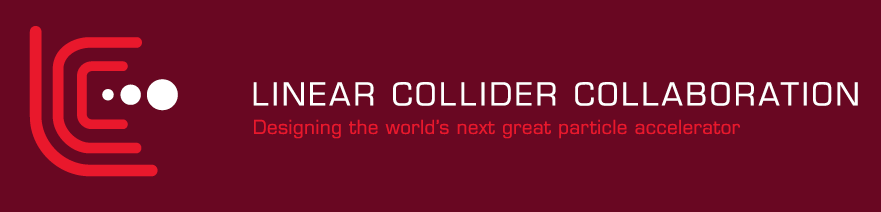 LINEAR COLLIDER COLLABORATION
Designing the world's next great particle accelerator